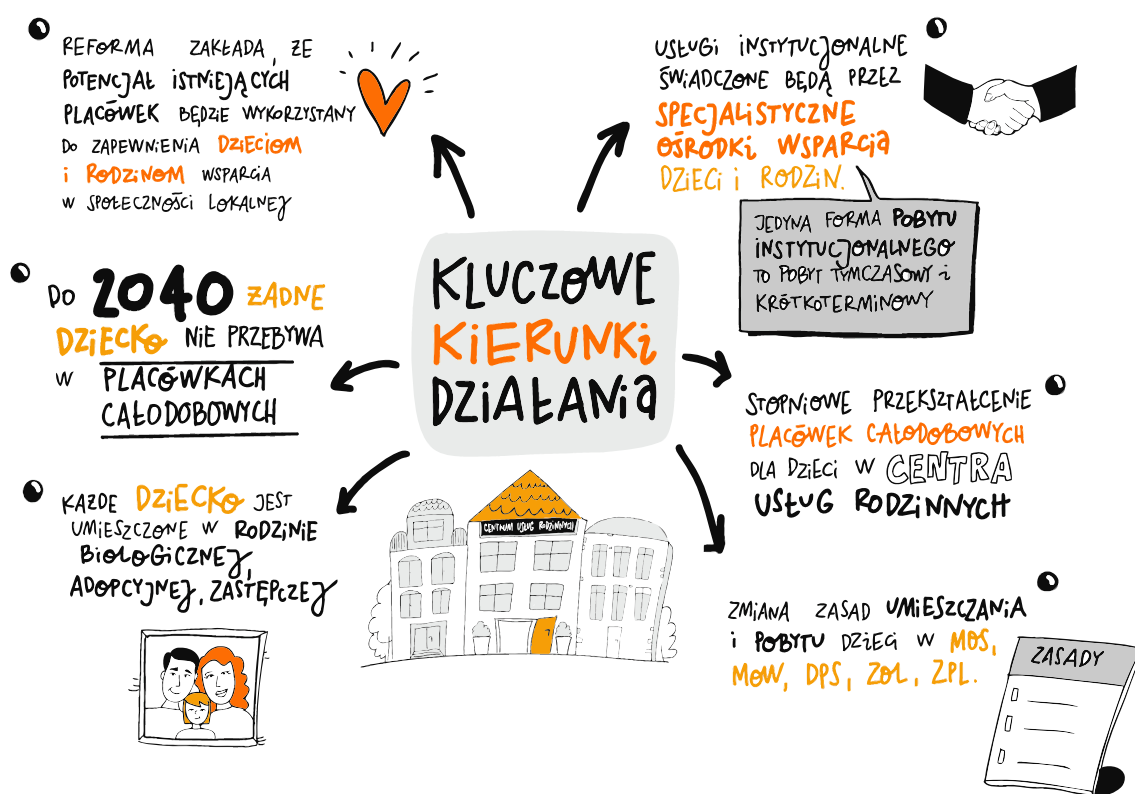 REFORMA ZAKŁADA, ŻE
POTENCJAŁ ISTNIEJĄCYCH
PLACÓWEK BĘDZIE WYKORZYSTANY
DO ZAPEWNIENIA DZIECIOM
i RODZINOM WSPARCIA
W SPOŁECZNOŚCI LOKALNEJ
USŁUGI INSTYTUCJONALNE
ŚWIADCZONE BĘDĄ PRZEZ
SPECJALISTYCZNE
OŚRODKI WSPARCIA
DZIECI i RODZIN.
JEDYNA FORMA POBYTU
INSTYTUCJONALNEGO
TO POBYT TYMCZASOWY i
KRÓTKOTERMINOWY
KLUCZOWE
KIERUNKI
DZIAŁANIA
DO 2040 ŻADNE
DZIECKO NIE PRZEBYWA
W PLACÓWKACH
CAŁODOBOWYCH
STOPNIOWE PRZEKSZTAŁCENIE
PLACÓWEK CAŁODOBOWYCH
DLA DZIECI W CENTRA
USŁUG RODZINNYCH
KAŻDE DZIECKO JEST
UMIESZCZONE W RODZINIE
BIOLOGICZNEJ,
ADOPCYJNEJ, ZASTĘPCZEJ
CENTRUM USŁUG RODZINNYCH
ZMIANA ZASAD UMIESZCZANIA
i POBYTU DZIECI W MOS,
MOW, DPS, ZOL, ZPL.
ZASADY